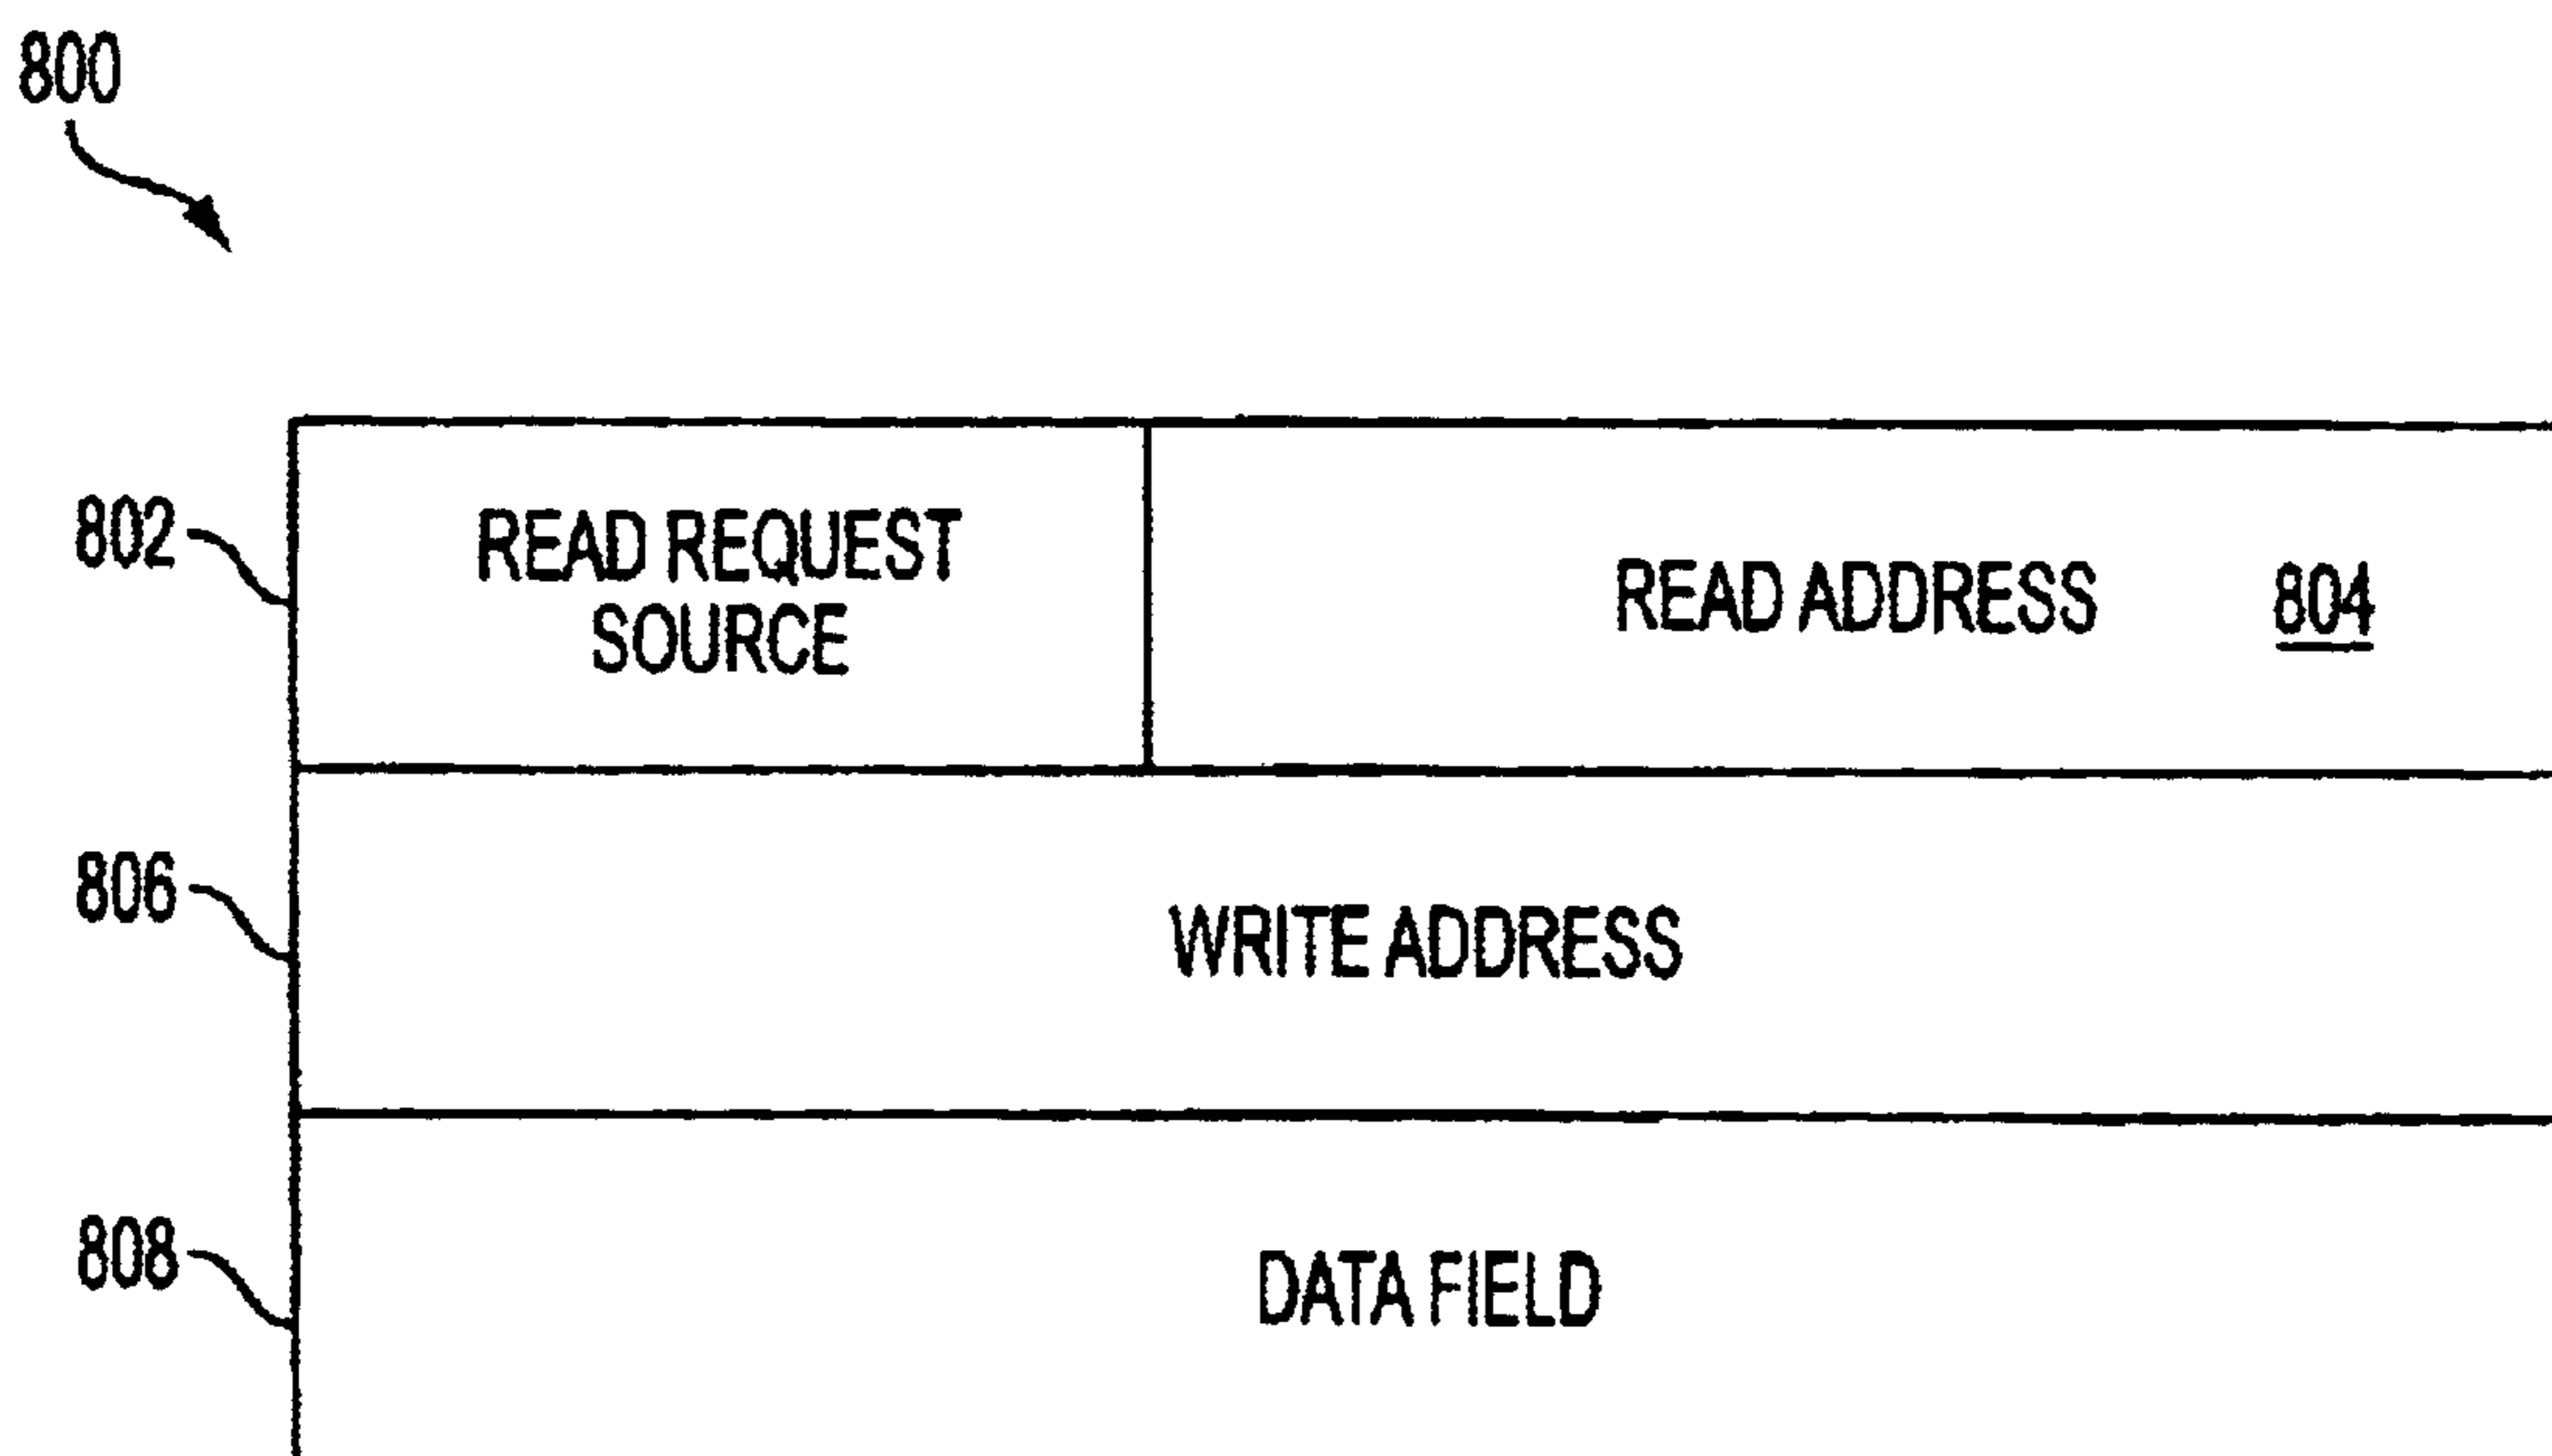 800
802
READ REQUEST
SOURCE
READ ADDRESS 804
806
WRITE ADDRESS
808
DATA FIELD